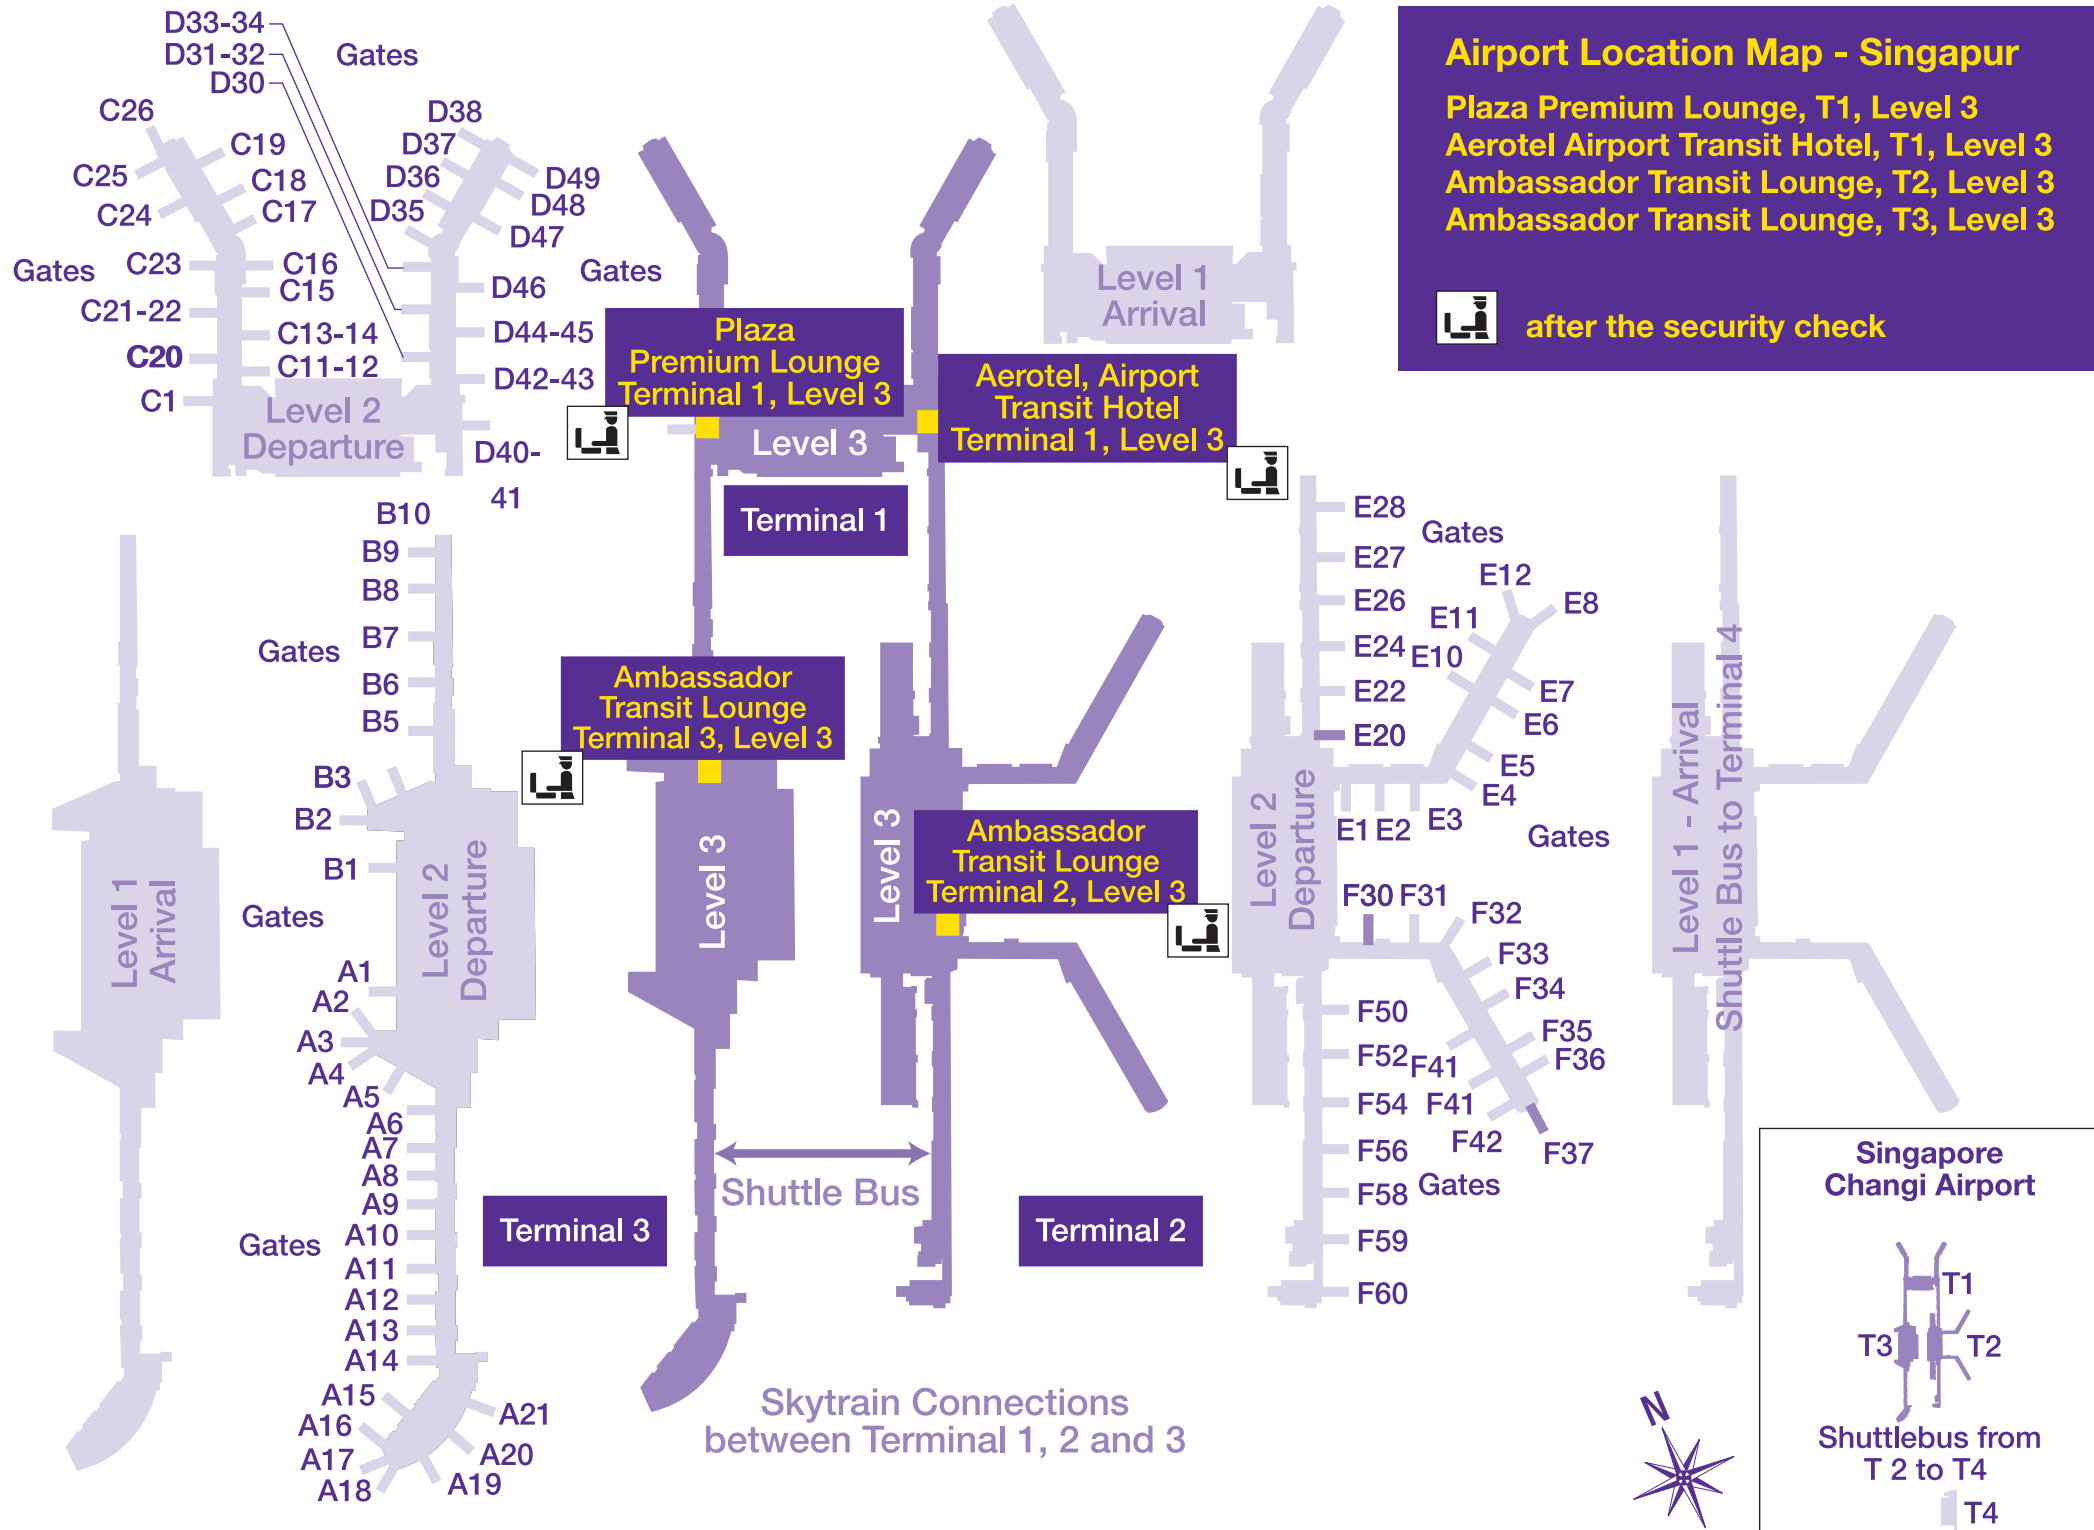 D33-34
D31-32
D30
Gates
C26
C25
C24
C19
C18
C17
Gates
C23
C21-22
C20
C1
C16
C15
C13-14
C11-12
Level 2
Departure
D38
D37
D36
D35
D49
D48
D47
D46
D44-45
D42-43
D40-
41
Gates
Plaza
Premium Lounge
Terminal 1, Level 3
Level 3
Aerotel, Airport
Transit Hotel
Terminal 1, Level 3
Terminal 1
Level 1
Arrival
Airport Location Map - Singapur
Plaza Premium Lounge, T1, Level 3
Aerotel Airport Transit Hotel, T1, Level 3
Ambassador Transit Lounge, T2, Level 3
Ambassador Transit Lounge, T3, Level 3
after the security check
Level 1
Arrival
B10
B9
B8
B7
B6
B5
B3
B2
B1
Gates
Gates
Level 2
Departure
A1
A2
A3
A4
A5
A6
A7
A8
A9
A10
A11
A12
A13
A14
A15
A16
A17
A18
A19
A20
A21
Gates
Ambassador
Transit Lounge
Terminal 3, Level 3
Level 3
Terminal 3
Shuttle Bus
Level 3
Ambassador
Transit Lounge
Terminal 2, Level 3
Terminal 2
Skytrain Connections
between Terminal 1, 2 and 3
E28
E27
E26
E24
E22
E20
Gates
E12
E11
E10
E8
E7
E6
E5
E4
E3
E2
E1
Gates
Level 2
Departure
F30
F31
F32
F33
F34
F35
F36
F37
F41
F41
F42
F50
F52
F54
F56
F58
F59
F60
Gates
Level 1 - Arrival
Shuttle Bus to Terminal 4
N
Singapore
Changi Airport
T1
T3
T2
Shuttlebus from
T 2 to T4
T4